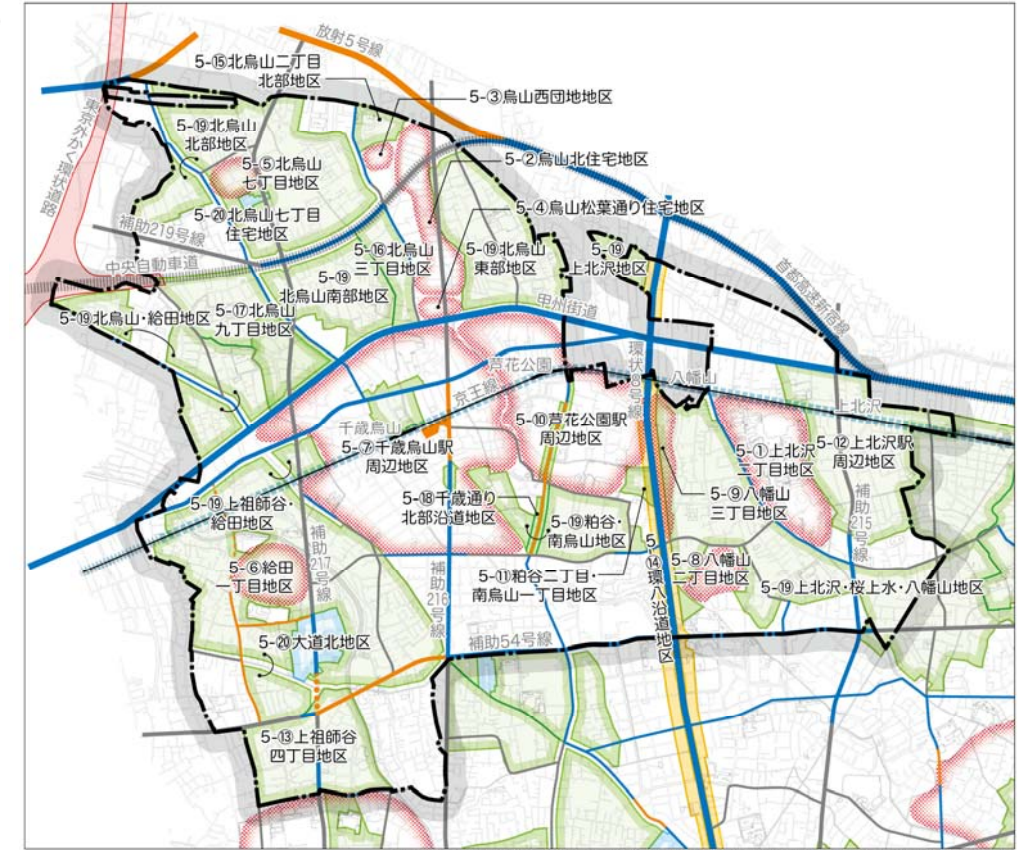 放射5号線
5-⑮北烏山二丁目
北部地区
5-③烏山西団地地区
東京外かく環状道路
5-⑲北烏山
北部地区
5-②烏山北住宅地区
5-⑤北烏山
七丁目地区
5-④烏山松葉通り住宅地区
5-⑳北烏山七丁目
住宅地区
補助219号線
5-⑯北烏山
三丁目地区
5-⑲北烏山
東部地区
5-⑲
上北沢地区
中央自動車道
首都高速新宿線
5-⑲
北烏山南部地区
5-⑲北烏山・給田地区
5-⑰北烏山
九丁目地区
甲州街道
環状8号線
芦花公園
京王線
八幡山
上北沢
千歳烏山
5-⑦千歳烏山駅
周辺地区
5-⑩芦花公園駅
周辺地区
5-①上北沢
二丁目地区
5-⑫上北沢駅
周辺地区
5-⑲上祖師谷・
給田地区
5-⑱千歳通り
北部沿道地区
5-⑨八幡山
三丁目地区
補助215号線
5-⑲粕谷・
南烏山地区
補助217号線
5-⑥給田
一丁目地区
補助216号線
5-⑪粕谷二丁目・
南烏山一丁目地区
5-⑭環八沿道地区
5-⑧八幡山
二丁目地区
5-⑲上北沢・桜上水・八幡山地区
5-⑳大道北地区
補助54号線
5-⑬上祖師谷
四丁目地区